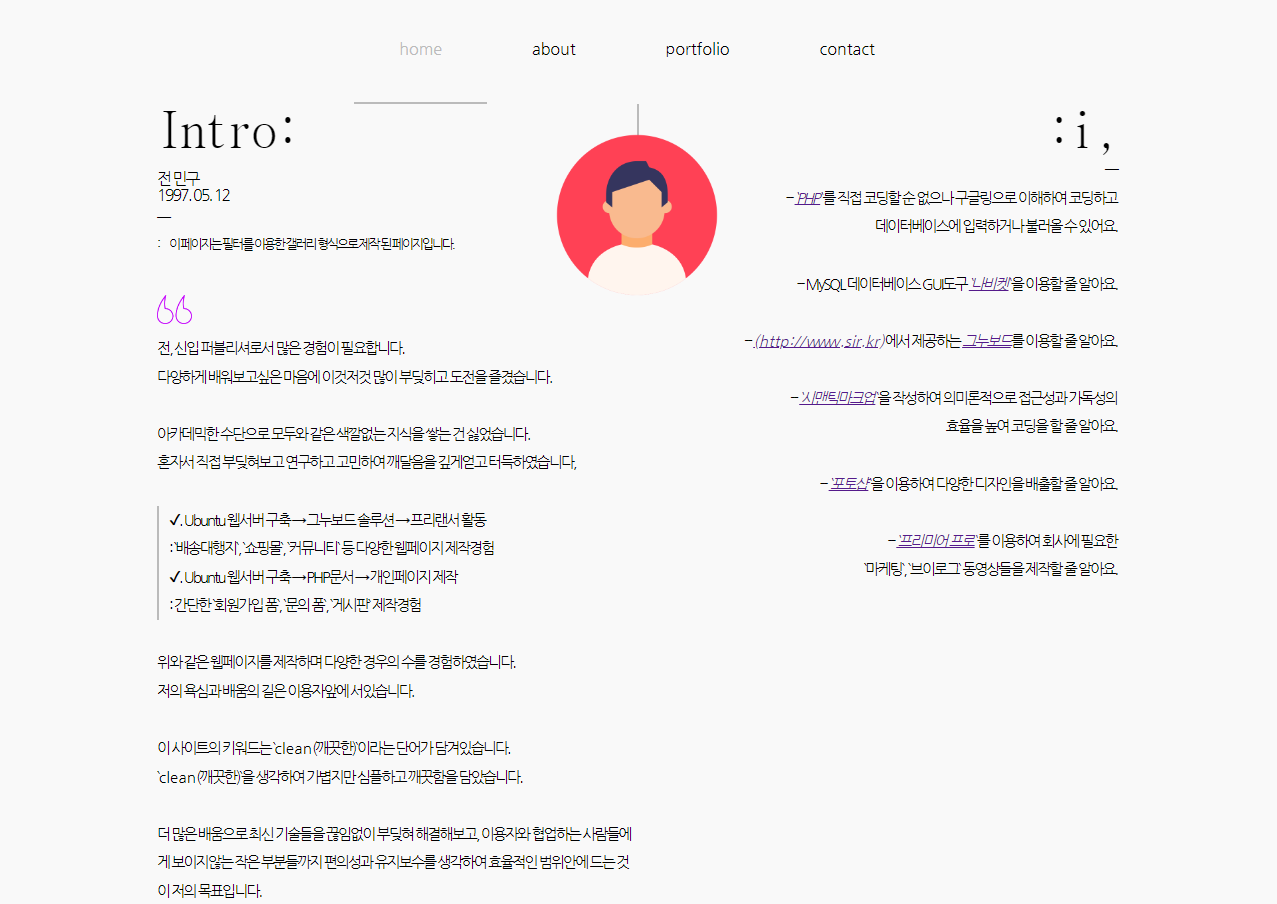 home about portfolio contact
Intro:
전민구
1997.05.12
—
: 이페이지는 필터를 이용한 갤러리 형식으로 제작 된 페이지입니다.
전, 신입 퍼블리셔로서 많은 경험이 필요합니다.
다양하게 배워보고싶은 마음에 이것저것 많이 부딪히고 도전을 즐겼습니다.
아카데믹한 수단으로 모두와 같은 색깔없는 지식을 쌓는 건 싫었습니다.
혼자서 직접 부딪혀보고 연구하고 고민하여 깨달음을 깊게얻고 터득하였습니다,
✔. Ubuntu 웹서버 구축 → 그누보드 솔루션 → 프리랜서 활동
: `배송대행지`, `쇼핑몰`, `커뮤니티` 등 다양한 웹페이지 제작경험
✔. Ubuntu 웹서버 구축 → PHP문서 → 개인페이지 제작
: 간단한 `회원가입 폼`, `문의 폼`, `게시판` 제작경험
위와 같은 웹페이지를 제작하며 다양한 경우의 수를 경험하였습니다.
저의 욕심과 배움의 길은 이용자앞에 서있습니다.
이 사이트의 키워드는 `clean (깨끗한)`이라는 단어가 담겨있습니다.
`clean (깨끗한)`을 생각하여 가볍지만 심플하고 깨끗함을 담았습니다.
더 많은 배움으로 최신 기술들을 끊임없이 부딪혀 해결해보고, 이용자와 협업하는 사람들에
게 보이지않는 작은 부분들까지 편의성과 유지보수를 생각하여 효율적인 범위안에 드는 것
이 저의 목표입니다.
:i,
—
– `PHP`를 직접 코딩할 순 없으나 구글링으로 이해하여 코딩하고
데이터베이스에 입력하거나 불러올 수 있어요.
– MySQL 데이터베이스 GUI도구 `나비켓`을 이용할 줄 알아요.
– (http://www.sir.kr)에서 제공하는 그누보드를 이용할 줄 알아요.
– `시맨틱마크업`을 작성하여 의미론적으로 접근성과 가독성의
효율을 높여 코딩을 할 줄 알아요.
– `포토샵`을 이용하여 다양한 디자인을 배출할 줄 알아요.
– `프리미어 프로`를 이용하여 회사에 필요한
`마케팅`, `브이로그` 동영상들을 제작할 줄 알아요.